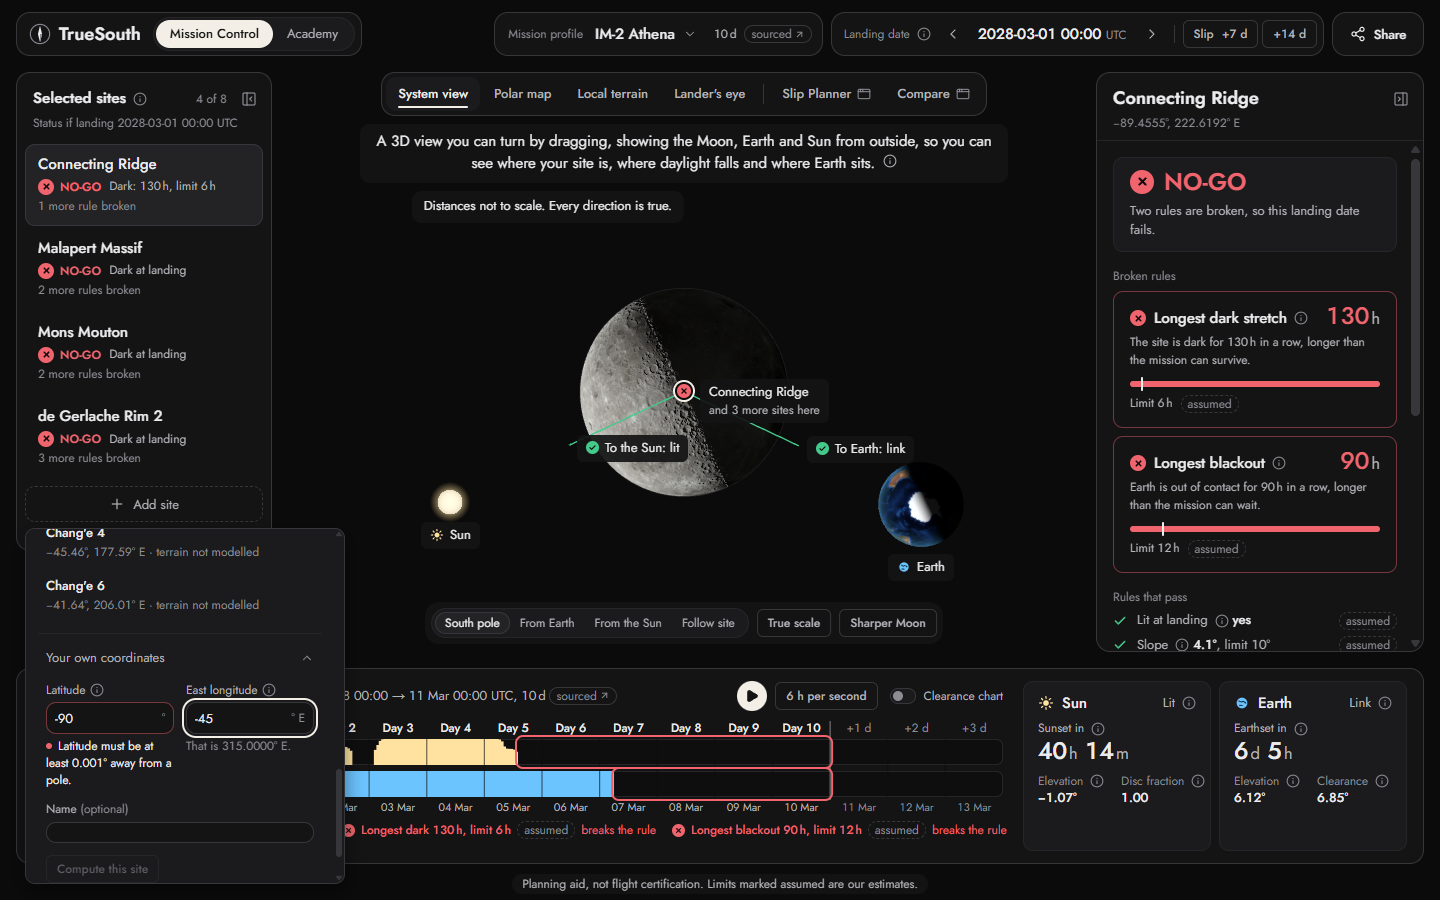 TrueSouth
Mission Control
Academy
Mission profile IM-2 Athena 10 d sourced ↗
Landing date 2028-03-01 00:00 UTC
Slip +7 d
+14 d
Share
Selected sites 4 of 8
Status if landing 2028-03-01 00:00 UTC
Connecting Ridge
NO-GO Dark: 130 h, limit 6 h
1 more rule broken
Malapert Massif
NO-GO Dark at landing
2 more rules broken
Mons Mouton
NO-GO Dark at landing
2 more rules broken
de Gerlache Rim 2
NO-GO Dark at landing
3 more rules broken
+ Add site
Chang'e 4
−45.46°, 177.59° E · terrain not modelled
Chang'e 6
−41.64°, 206.01° E · terrain not modelled
Your own coordinates
Latitude
East longitude
-90 °
-45 ° E
Latitude must be at
least 0.001° away from a
pole.
That is 315.0000° E.
Name (optional)
Compute this site
System view
Polar map
Local terrain
Lander's eye
Slip Planner
Compare
A 3D view you can turn by dragging, showing the Moon, Earth and Sun from outside, so you can
see where your site is, where daylight falls and where Earth sits.
Distances not to scale. Every direction is true.
Connecting Ridge
and 3 more sites here
To the Sun: lit
To Earth: link
Sun
Earth
South pole
From Earth
From the Sun
Follow site
True scale
Sharper Moon
00:00 → 11 Mar 00:00 UTC, 10 d sourced ↗
6 h per second
Clearance chart
2 Day 3 Day 4 Day 5 Day 6 Day 7 Day 8 Day 9 Day 10 +1 d +2 d +3 d
03 Mar 04 Mar 05 Mar 06 Mar 07 Mar 08 Mar 09 Mar 10 Mar 11 Mar 12 Mar 13 Mar
Longest dark 130 h, limit 6 h assumed breaks the rule
Longest blackout 90 h, limit 12 h assumed breaks the rule
Connecting Ridge
−89.4555°, 222.6192° E
NO-GO
Two rules are broken, so this landing date
fails.
Broken rules
Longest dark stretch 130 h
The site is dark for 130 h in a row, longer than
the mission can survive.
Limit 6 h assumed
Longest blackout 90 h
Earth is out of contact for 90 h in a row, longer
than the mission can wait.
Limit 12 h assumed
Rules that pass
Lit at landing yes assumed
Slope 4.1°, limit 10° assumed
Sun Lit
Sunset in
40 h 14 m
Elevation
−1.07°
Disc fraction
1.00
Earth Link
Earthset in
6 d 5 h
Elevation
6.12°
Clearance
6.85°
Planning aid, not flight certification. Limits marked assumed are our estimates.